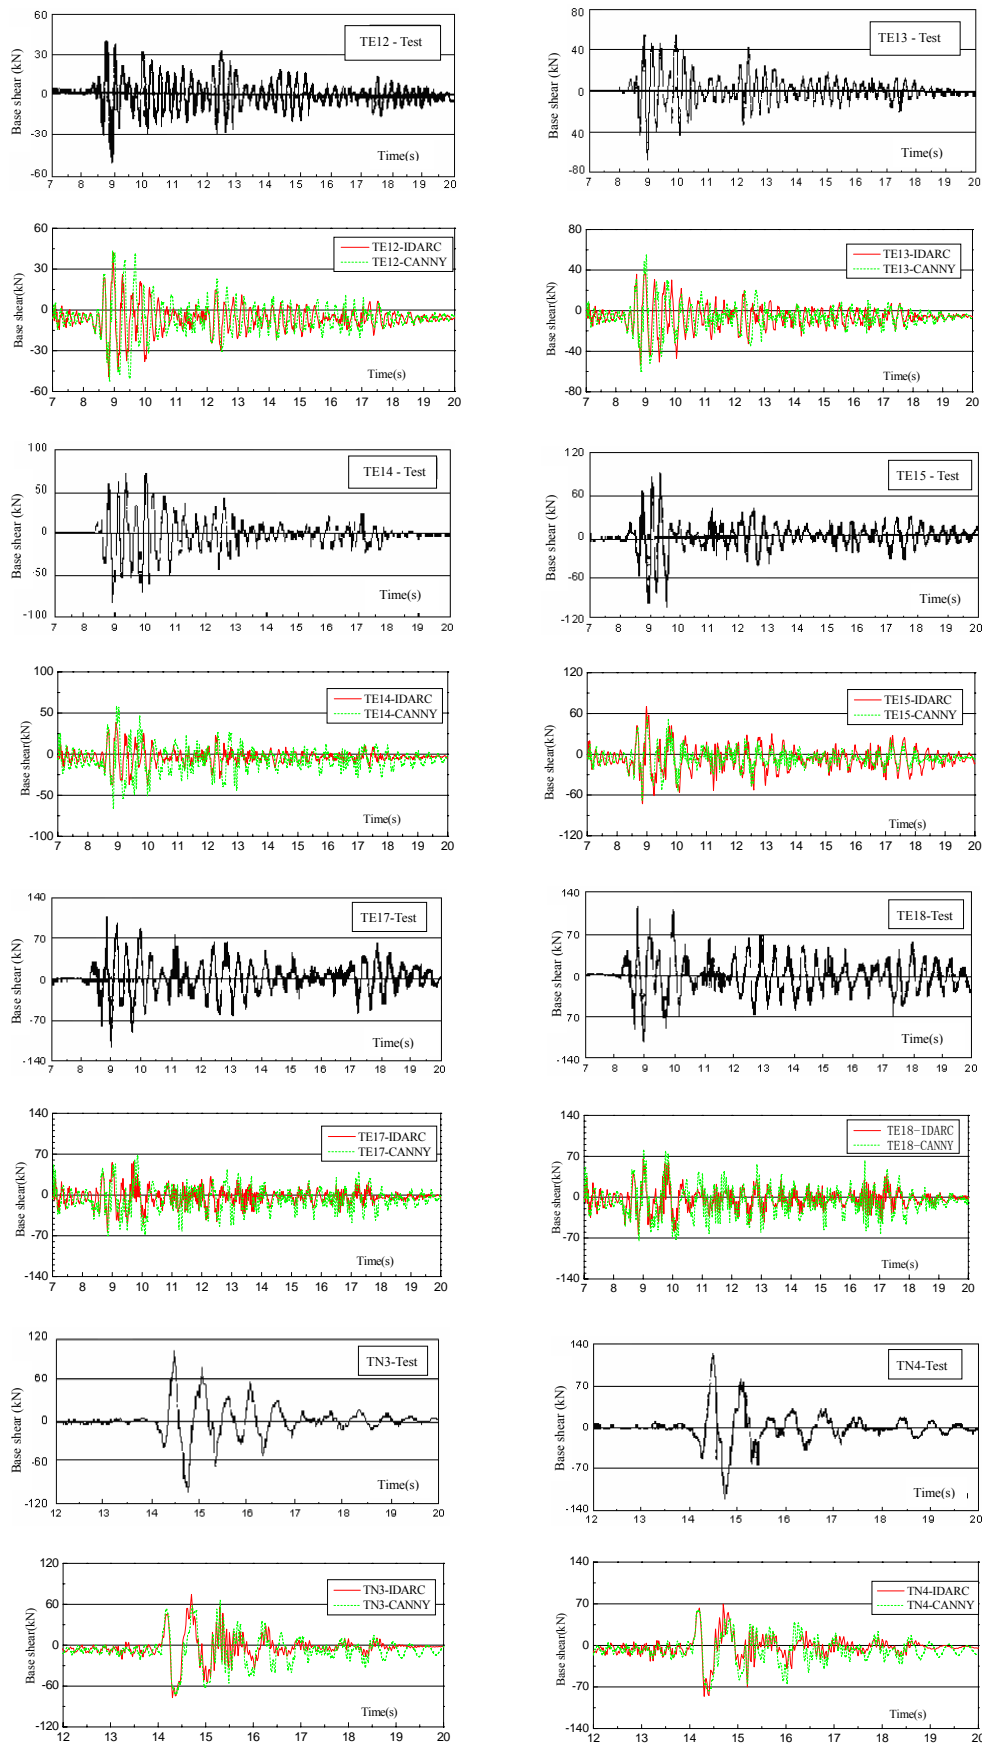 60
30
0
-30
-60
Base shear (kN)
TE12 - Test
Time(s)
7 8 9 10 11 12 13 14 15 16 17 18 19 20
80
40
0
40
-80
Base shear (kN)
TE13 - Test
Time(s)
7 8 9 10 11 12 13 14 15 16 17 18 19 20
60
30
0
-30
-60
Base shear(kN)
TE12-IDARC
TE12-CANNY
Time(s)
7 8 9 10 11 12 13 14 15 16 17 18 19 20
80
40
0
-40
-80
Base shear(kN)
TE13-IDARC
TE13-CANNY
Time(s)
7 8 9 10 11 12 13 14 15 16 17 18 19 20
100
50
0
-50
-100
Base shear (kN)
TE14 - Test
Time(s)
7 8 9 10 11 12 13 14 15 16 17 18 19 20
120
60
0
-60
-120
Base shear (kN)
TE15 - Test
Time(s)
7 8 9 10 11 12 13 14 15 16 17 18 19 20
100
50
0
-50
-100
Base shear(kN)
TE14-IDARC
TE14-CANNY
Time(s)
7 8 9 10 11 12 13 14 15 16 17 18 19 20
120
60
0
-60
-120
Base shear(kN)
TE15-IDARC
TE15-CANNY
Time(s)
7 8 9 10 11 12 13 14 15 16 17 18 19 20
140
70
0
-70
-140
Base shear (kN)
TE17-Test
Time(s)
7 8 9 10 11 12 13 14 15 16 17 18 19 20
140
70
0
70
-140
Base shear (kN)
TE18-Test
Time(s)
7 8 9 10 11 12 13 14 15 16 17 18 19 20
140
70
0
-70
-140
Base shear(kN)
TE17-IDARC
TE17-CANNY
Time(s)
7 8 9 10 11 12 13 14 15 16 17 18 19 20
140
70
0
-70
-140
Base shear(kN)
TE18-IDARC
TE18-CANNY
Time(s)
7 8 9 10 11 12 13 14 15 16 17 18 19 20
120
60
0
-60
-120
Base shear (kN)
TN3-Test
Time(s)
12 13 14 15 16 17 18 19 20
140
70
0
-70
-140
Base shear (kN)
TN4-Test
Time(s)
12 13 14 15 16 17 18 19 20
120
60
0
-60
-120
Base shear(kN)
TN3-IDARC
TN3-CANNY
Time(s)
12 13 14 15 16 17 18 19 20
140
70
0
-70
-140
Base shear(kN)
TN4-IDARC
TN4-CANNY
Time(s)
12 13 14 15 16 17 18 19 20